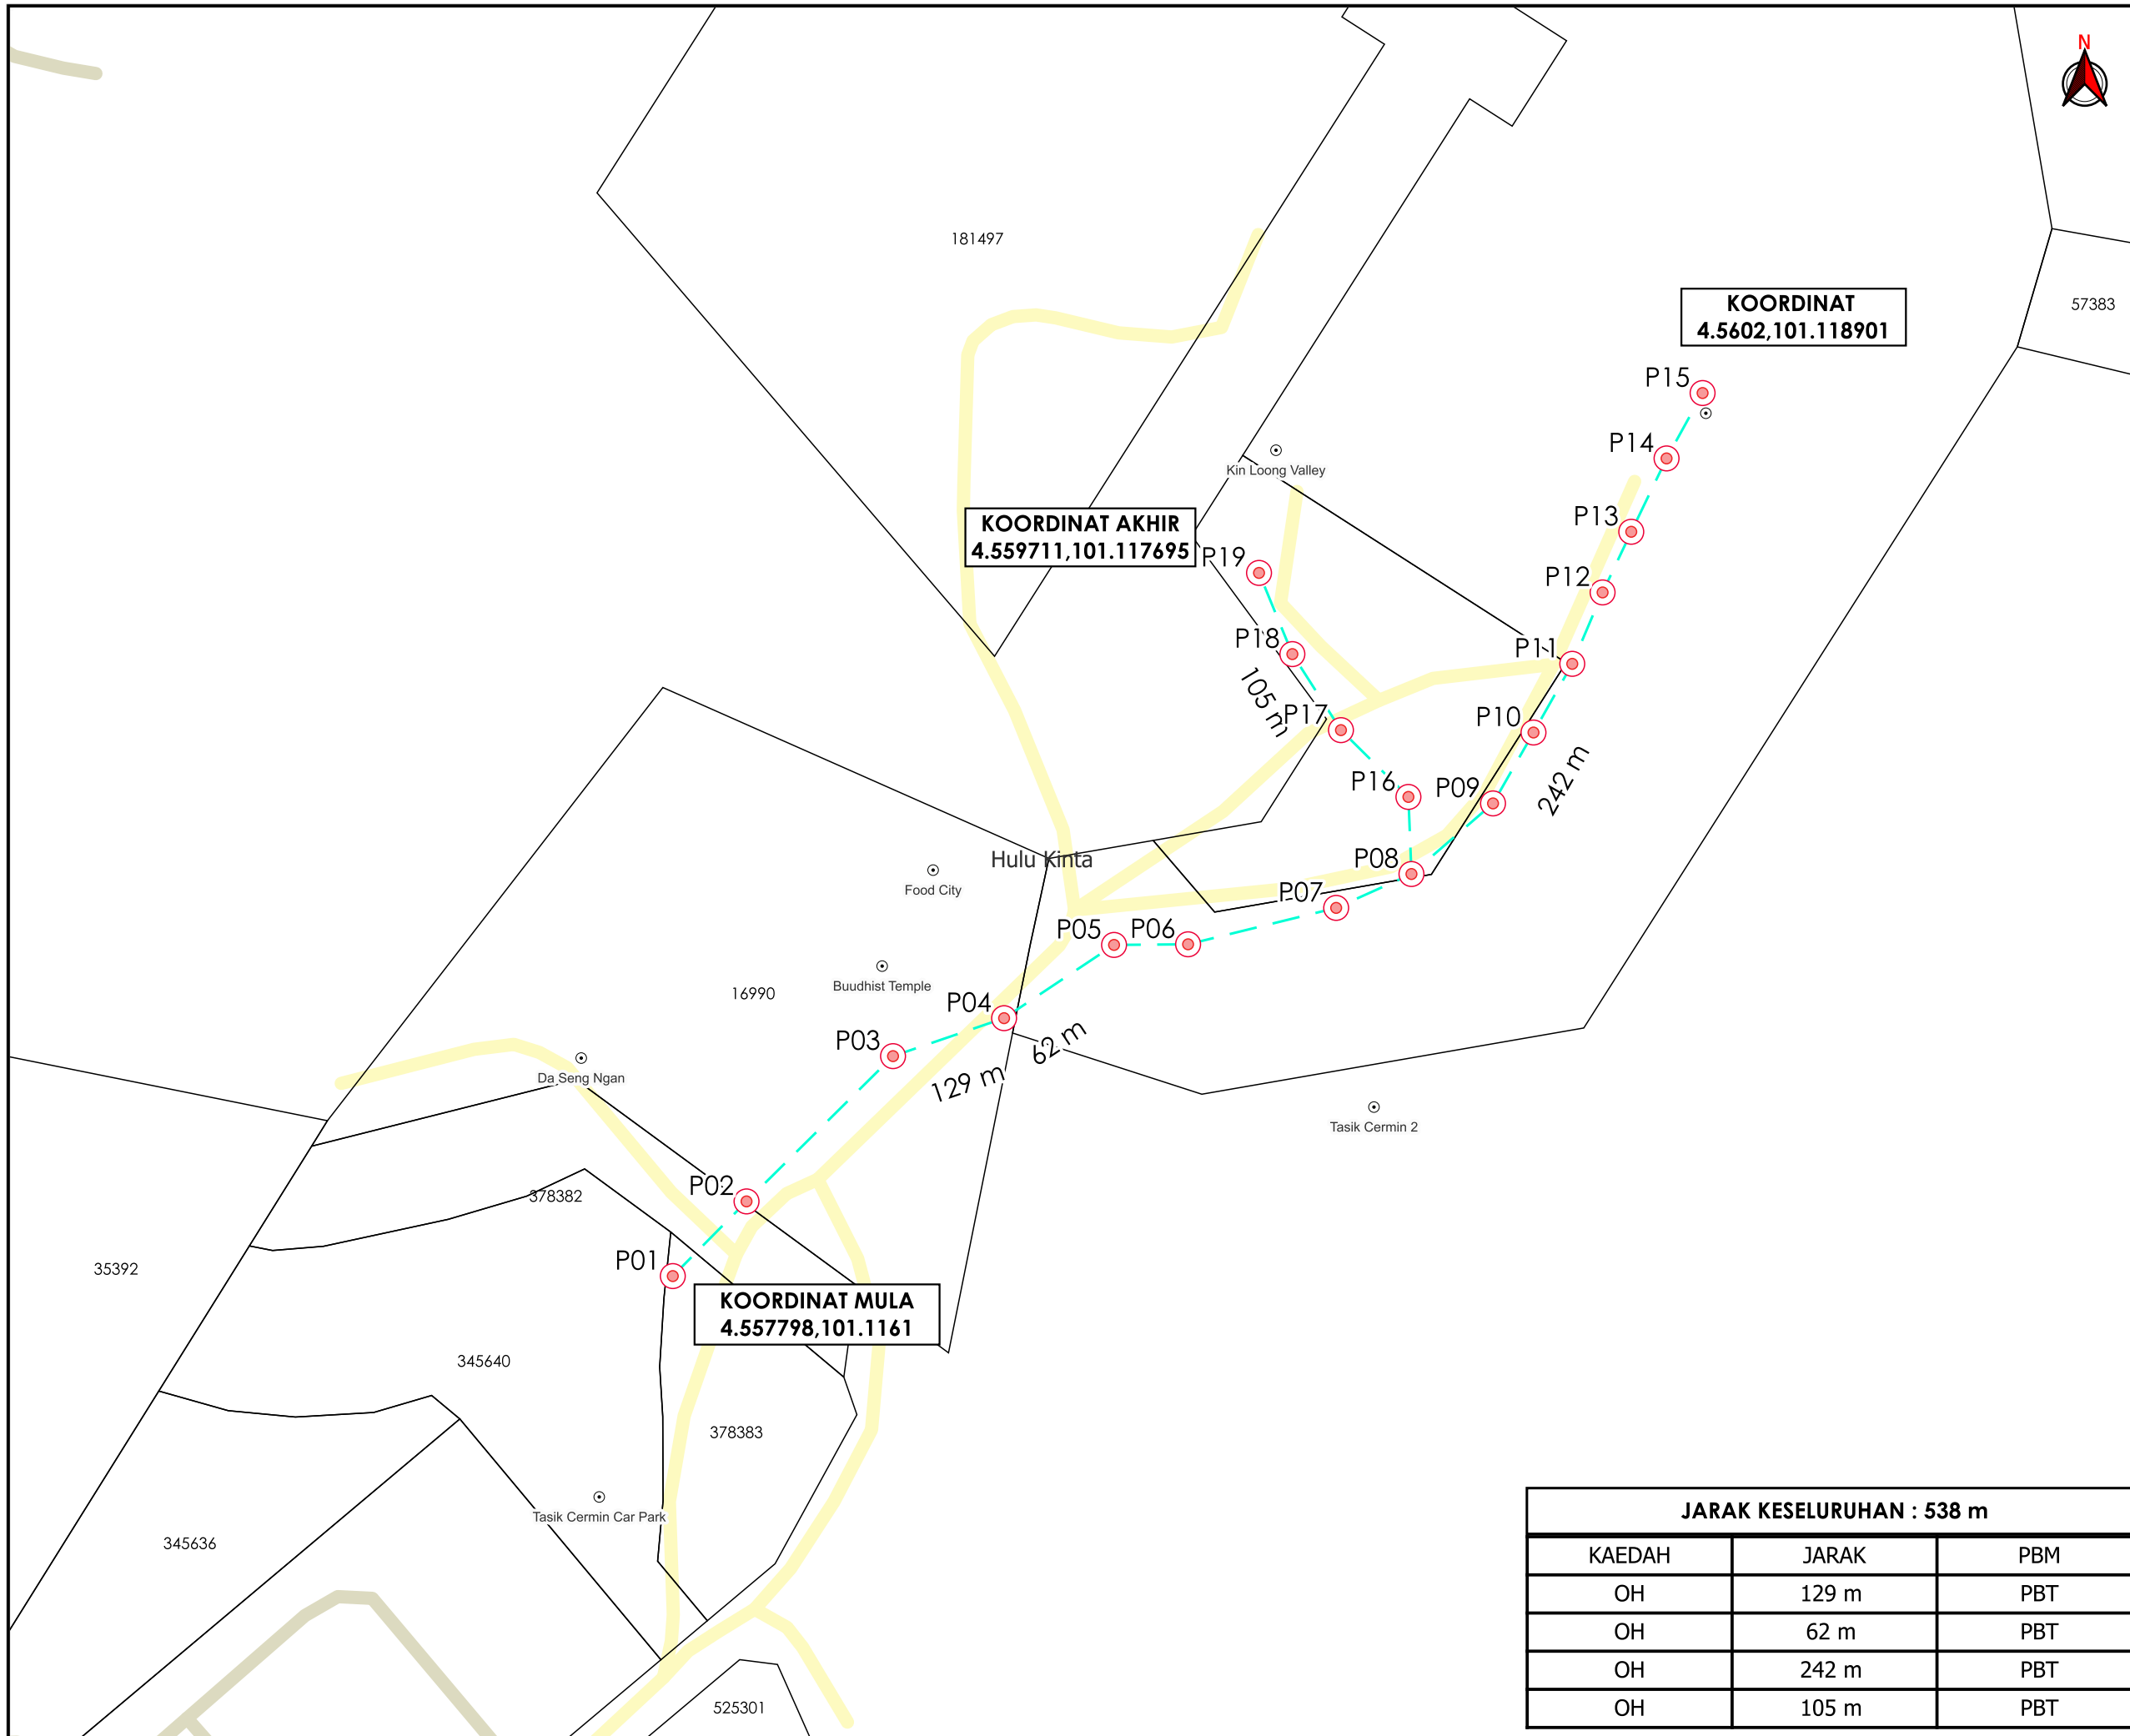 N
181497
57383
KOORDINAT
4.5602,101.118901
P15
P14
Kin Loong Valley
P13
KOORDINAT AKHIR
4.559711,101.117695
P19
P12
P18
P11
105 m
P17
P10
242 m
P16
P09
Hulu Kinta
P08
Food City
P07
P05
P06
Buudhist Temple
16990
P04
P03
62 m
129 m
Da Seng Ngan
Tasik Cermin 2
P02
378382
P01
35392
KOORDINAT MULA
4.557798,101.1161
345640
378383
Tasik Cermin Car Park
345636
525301
JARAK KESELURUHAN : 538 m
KAEDAH JARAK PBM
OH 129 m PBT
OH 62 m PBT
OH 242 m PBT
OH 105 m PBT